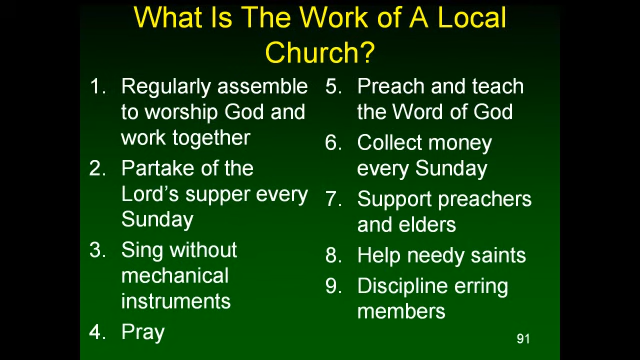 What Is The Work of A Local
Church?
1. Regularly assemble
to worship God and
work together
2. Partake of the
Lord's supper every
Sunday
3. Sing without
mechanical
instruments
4. Pray
5. Preach and teach
the Word of God
6. Collect money
every Sunday
7. Support preachers
and elders
8. Help needy saints
9. Discipline erring
members
91